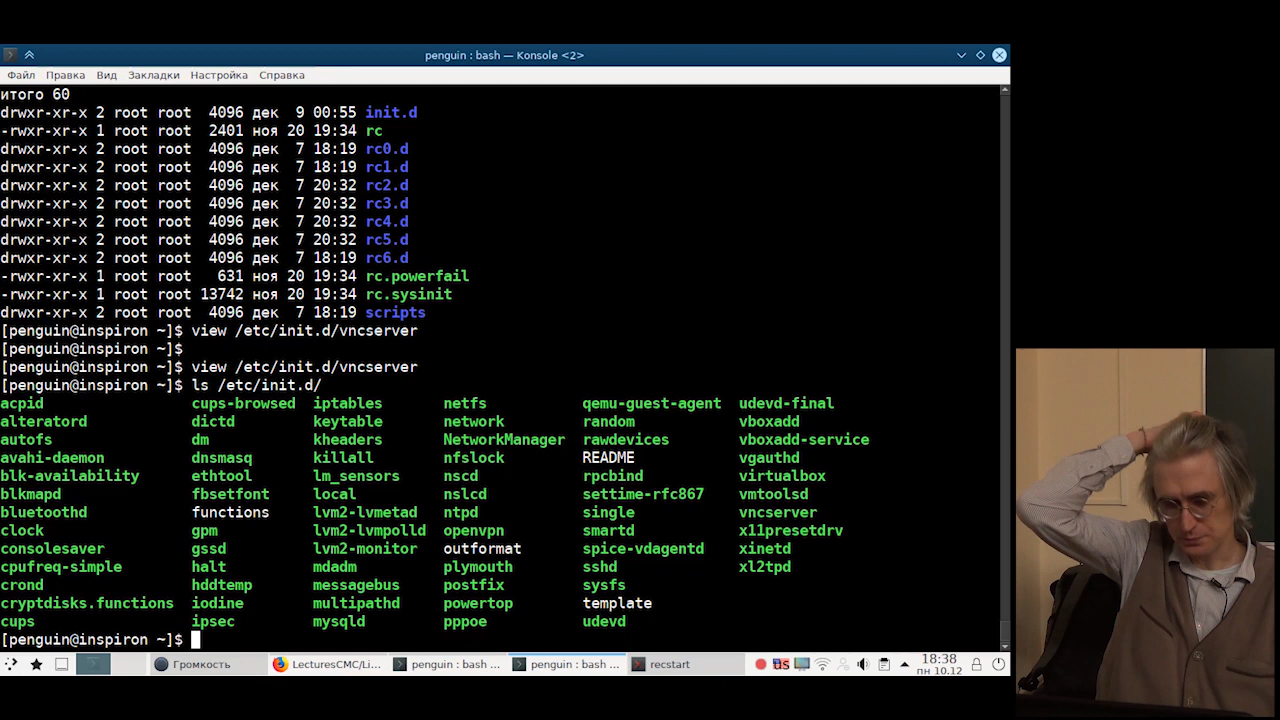 penguin : bash — Konsole <2>
Файл Правка Вид Закладки Настройка Справка
итого 60
drwxr-xr-x 2 root root  4096 дек  9 00:55 init.d
-rwxr-xr-x 1 root root  2401 ноя 20 19:34 rc
drwxr-xr-x 2 root root  4096 дек  7 18:19 rc0.d
drwxr-xr-x 2 root root  4096 дек  7 18:19 rc1.d
drwxr-xr-x 2 root root  4096 дек  7 20:32 rc2.d
drwxr-xr-x 2 root root  4096 дек  7 20:32 rc3.d
drwxr-xr-x 2 root root  4096 дек  7 20:32 rc4.d
drwxr-xr-x 2 root root  4096 дек  7 20:32 rc5.d
drwxr-xr-x 2 root root  4096 дек  7 18:19 rc6.d
-rwxr-xr-x 1 root root   631 ноя 20 19:34 rc.powerfail
-rwxr-xr-x 1 root root 13742 ноя 20 19:34 rc.sysinit
drwxr-xr-x 2 root root  4096 дек  7 18:19 scripts
[penguin@inspiron ~]$ view /etc/init.d/vncserver
[penguin@inspiron ~]$
[penguin@inspiron ~]$ view /etc/init.d/vncserver
[penguin@inspiron ~]$ ls /etc/init.d/
acpid cups-browsed iptables netfs qemu-guest-agent udevd-final
alteratord dictd keytable network random vboxadd
autofs dm kheaders NetworkManager rawdevices vboxadd-service
avahi-daemon dnsmasq killall nfslock README vgauthd
blk-availability ethtool lm_sensors nscd rpcbind virtualbox
blkmapd fbsetfont local nslcd settime-rfc867 vmtoolsd
bluetoothd functions lvm2-lvmetad ntpd single vncserver
clock gpm lvm2-lvmpolld openvpn smartd x11presetdrv
consolesaver gssd lvm2-monitor outformat spice-vdagentd xinetd
cpufreq-simple halt mdadm plymouth sshd xl2tpd
crond hddtemp messagebus postfix sysfs
cryptdisks.functions iodine multipathd powertop template
cups ipsec mysqld pppoe udevd
[penguin@inspiron ~]$
Громкость LecturesCMC/Li... penguin : bash ... penguin : bash ... recstart US 18:38
пн 10.12